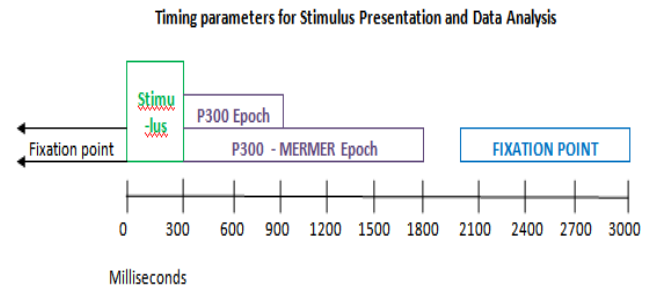 Timing parameters for Stimulus Presentation and Data Analysis
Stimu
-lus
P300 Epoch
Fixation point
P300 - MERMER Epoch
FIXATION POINT
0 300 600 900 1200 1500 1800 2100 2400 2700 3000
Milliseconds